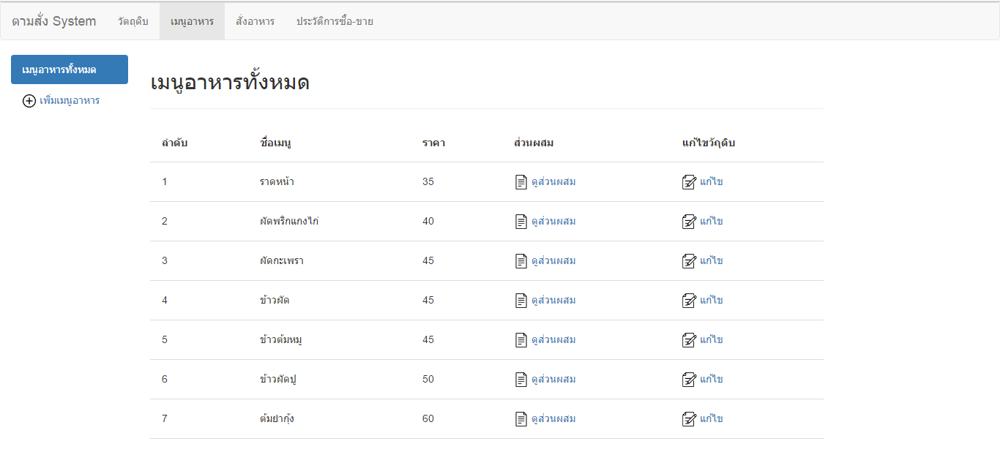 ตามสั่ง System วัตถุดิบ เมนูอาหาร สั่งอาหาร ประวัติการซื้อ-ขาย
เมนูอาหารทั้งหมด
เพิ่มเมนูอาหาร
เมนูอาหารทั้งหมด
ลำดับ ชื่อเมนู ราคา ส่วนผสม แก้ไขวัถุดิบ
1 ราดหน้า 35 ดูส่วนผสม แก้ไข
2 ผัดพริกแกงไก่ 40 ดูส่วนผสม แก้ไข
3 ผัดกะเพรา 45 ดูส่วนผสม แก้ไข
4 ข้าวผัด 45 ดูส่วนผสม แก้ไข
5 ข้าวต้มหมู 45 ดูส่วนผสม แก้ไข
6 ข้าวผัดปู 50 ดูส่วนผสม แก้ไข
7 ต้มยำกุ้ง 60 ดูส่วนผสม แก้ไข